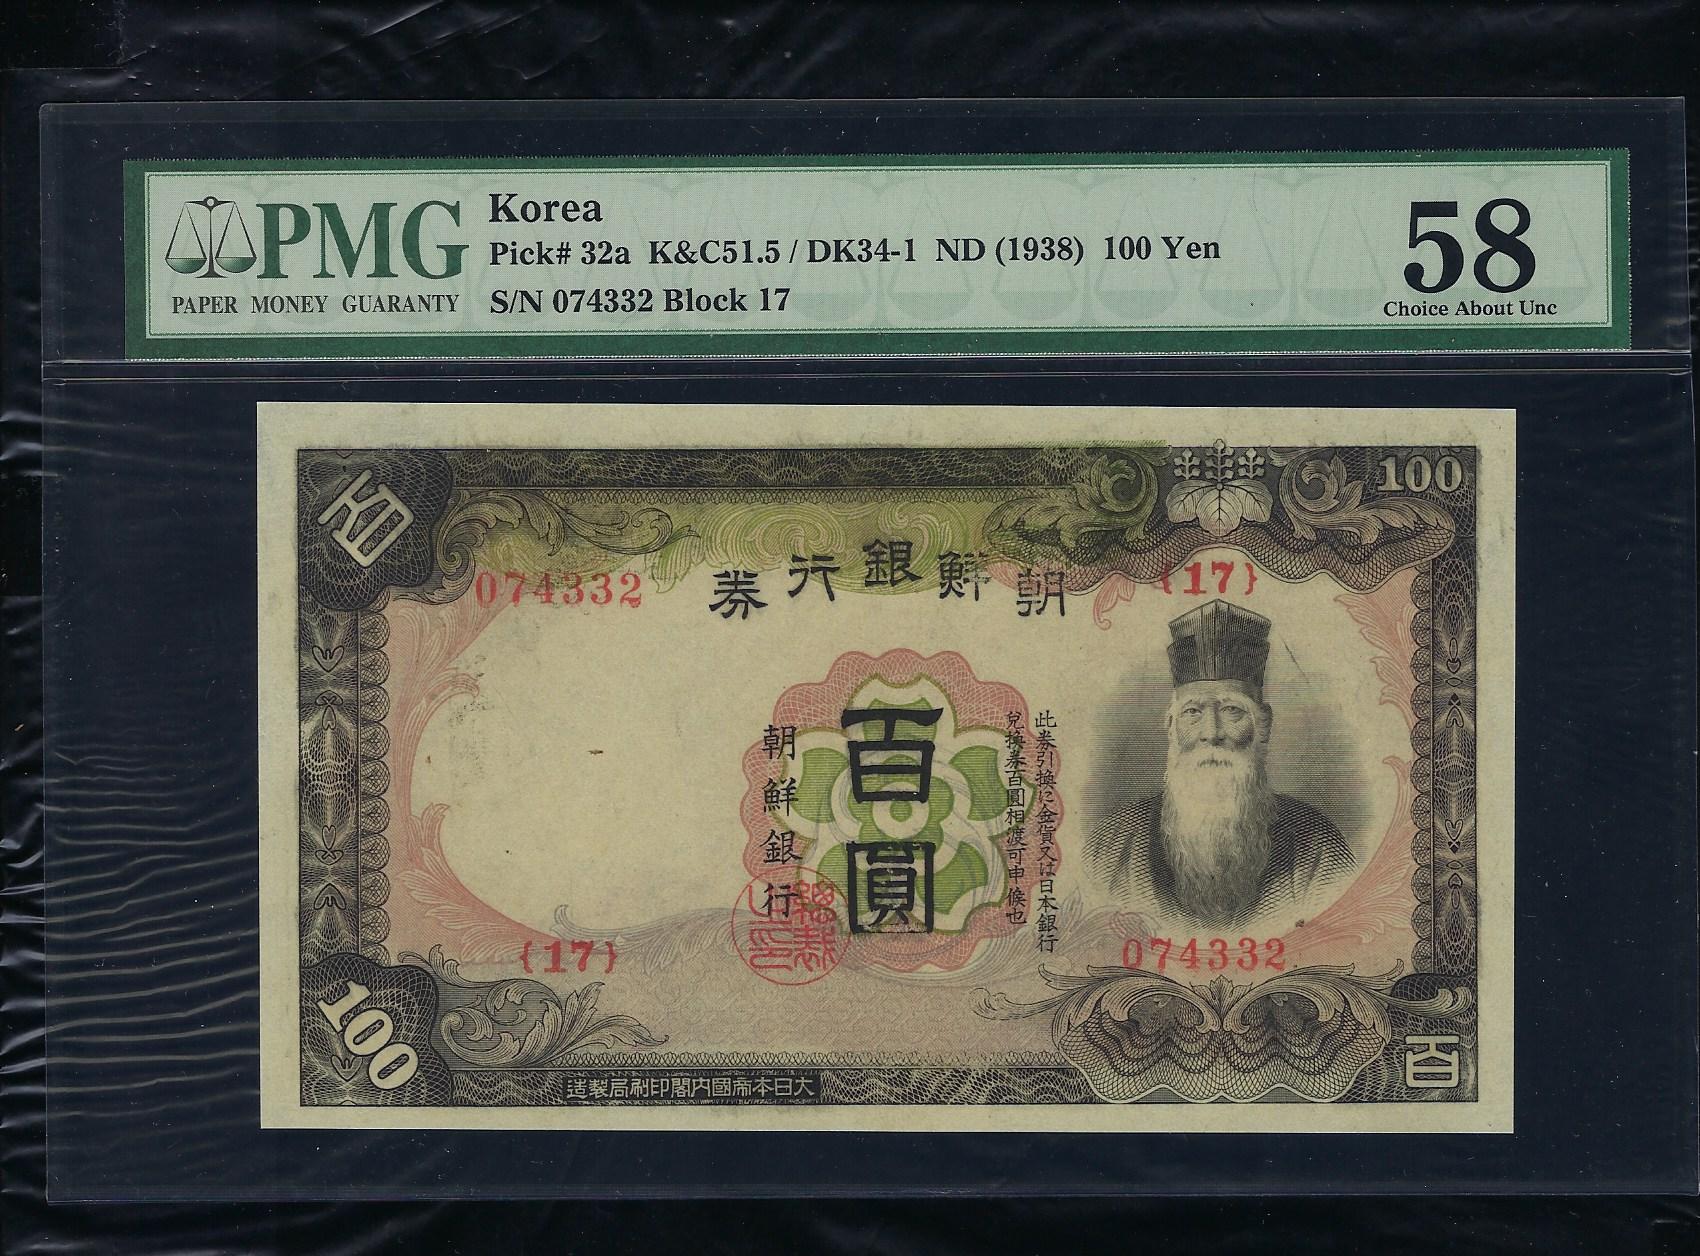 PMG
PAPER MONEY GUARANTY
Korea
Pick# 32a K&C51.5 / DK34-1 ND (1938) 100 Yen
S/N 074332 Block 17
58
Choice About Unc
百
100
074332
{17}
券行銀鮮朝
百圓
朝鮮銀行
此券引換に金貨又は日本銀行
兌換券百圓相渡可申候也
{17}
074332
100
百
造製局刷印閣內國帝本日大